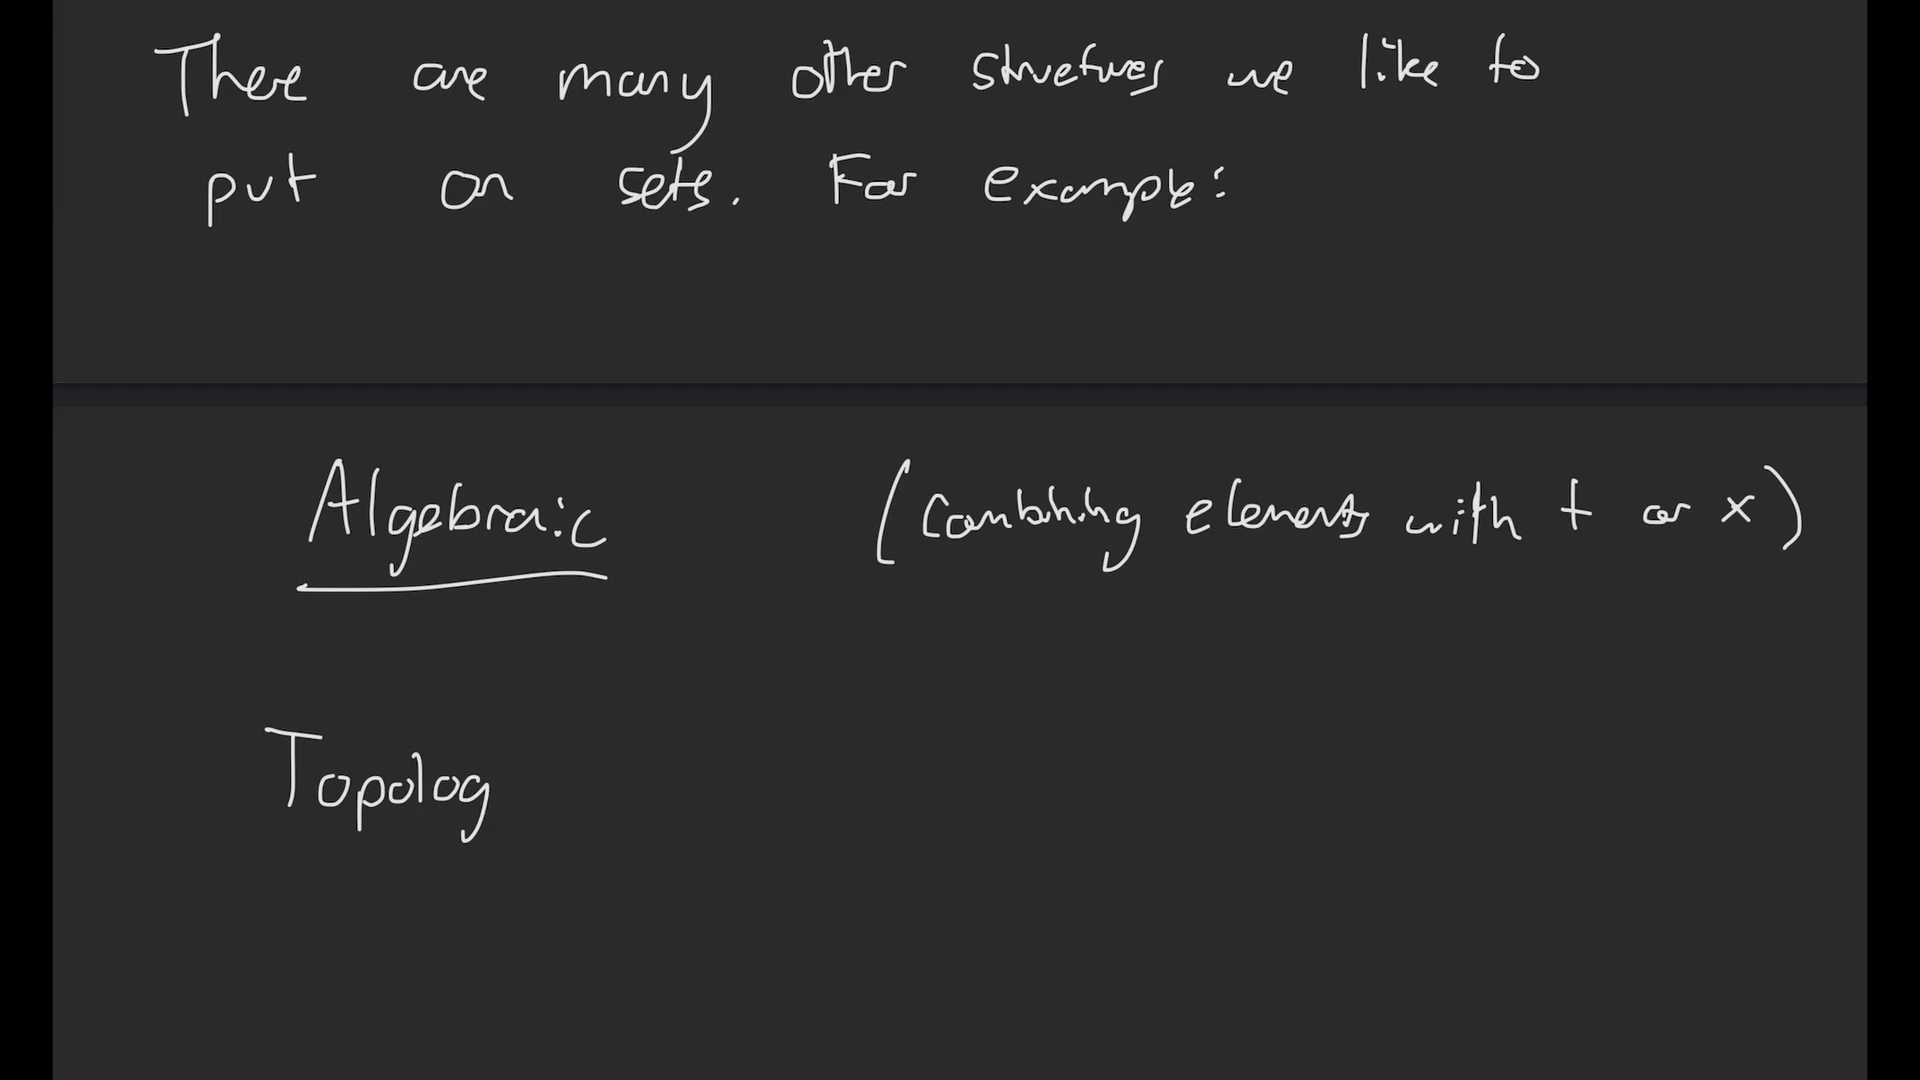 There are many other structures we like to
put on sets. For example:
Algebraic (Combining elements with + or x)
Topolog